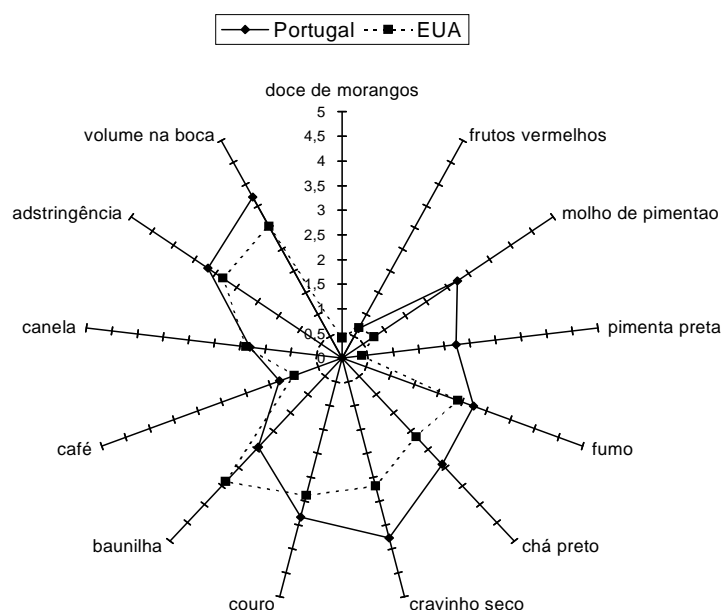 Portugal EUA
doce de morangos
frutos vermelhos
molho de pimentao
pimenta preta
fumo
chá preto
cravinho seco
couro
baunilha
café
canela
adstringência
volume na boca
5
4,5
4
3,5
3
2,5
2
1,5
1
0,5
0